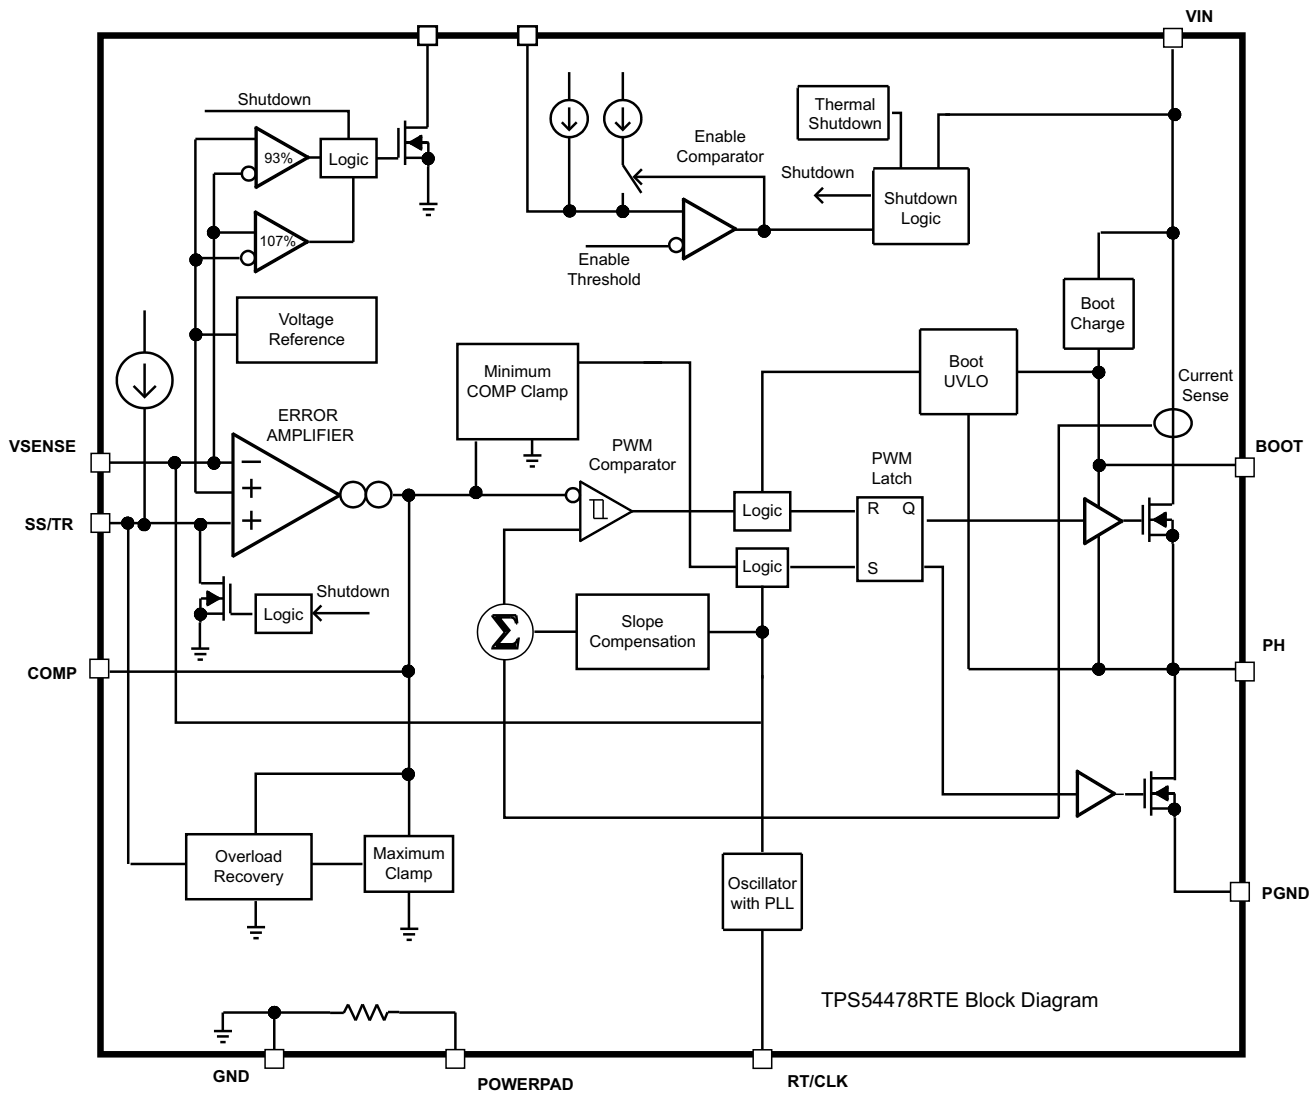 VIN
Shutdown
93%
Logic
107%
Thermal
Shutdown
Enable
Comparator
Shutdown
Shutdown
Logic
Enable
Threshold
Voltage
Reference
Boot
Charge
Minimum
COMP Clamp
Boot
UVLO
Current
Sense
ERROR
AMPLIFIER
VSENSE
− 
+
+
PWM
Comparator
PWM
Latch
BOOT
SS/TR
Logic
R Q
S
Logic
Shutdown
Logic
Σ
Slope
Compensation
COMP
PH
Overload
Recovery
Maximum
Clamp
Oscillator
with PLL
PGND
TPS54478RTE Block Diagram
GND
POWERPAD
RT/CLK